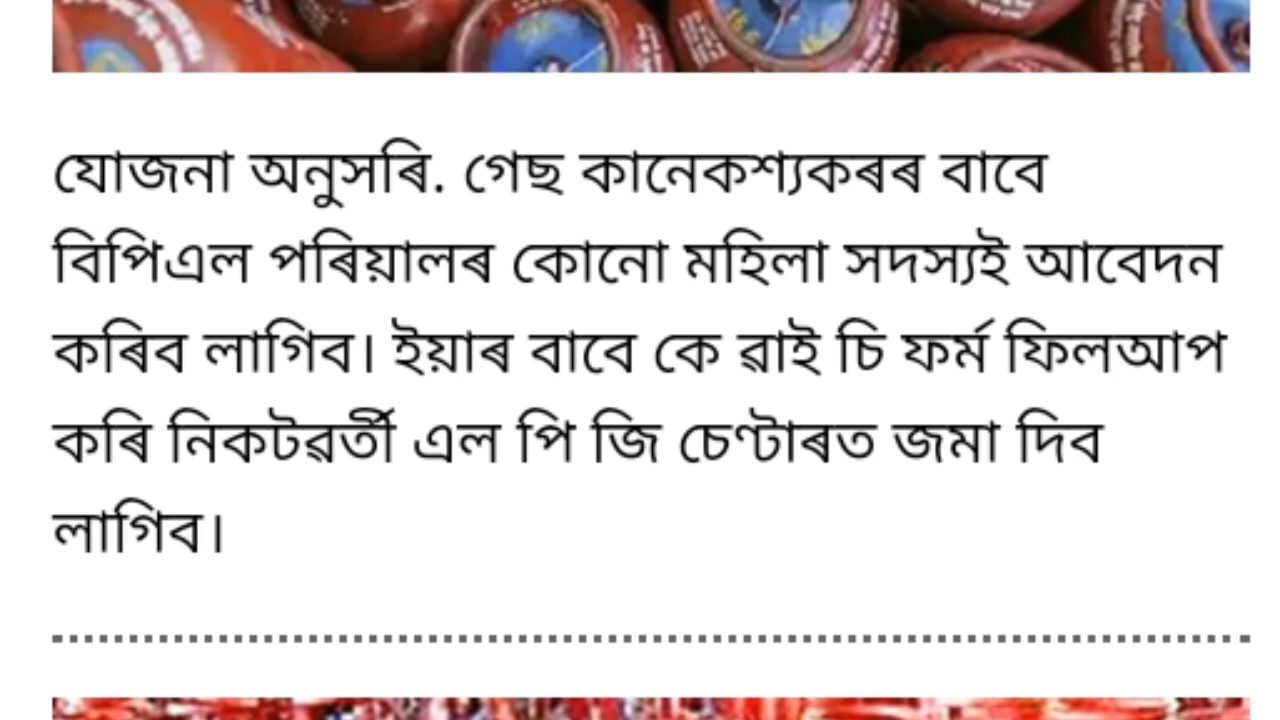 যোজনা অনুসৰি. গেছ কানেকশ্যকৰৰ বাবে
বিপিএল পৰিয়ালৰ কোনো মহিলা সদস্যই আবেদন
কৰিব লাগিব। ইয়াৰ বাবে কে ৱাই চি ফৰ্ম ফিলআপ
কৰি নিকটৱৰ্তী এল পি জি চেণ্টাৰত জমা দিব
লাগিব।